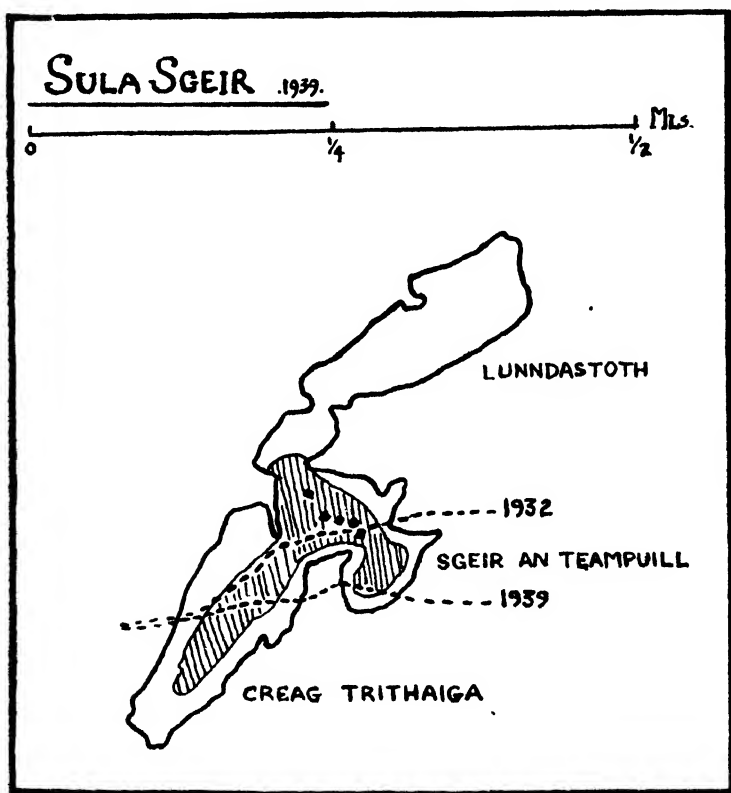 SULA SGEIR .1939.
MLS.
0 1/4 1/2
LUNNDASTOTH
1932
SGEIR AN TEAMPUILL
1939
CREAG TRITHAIGA